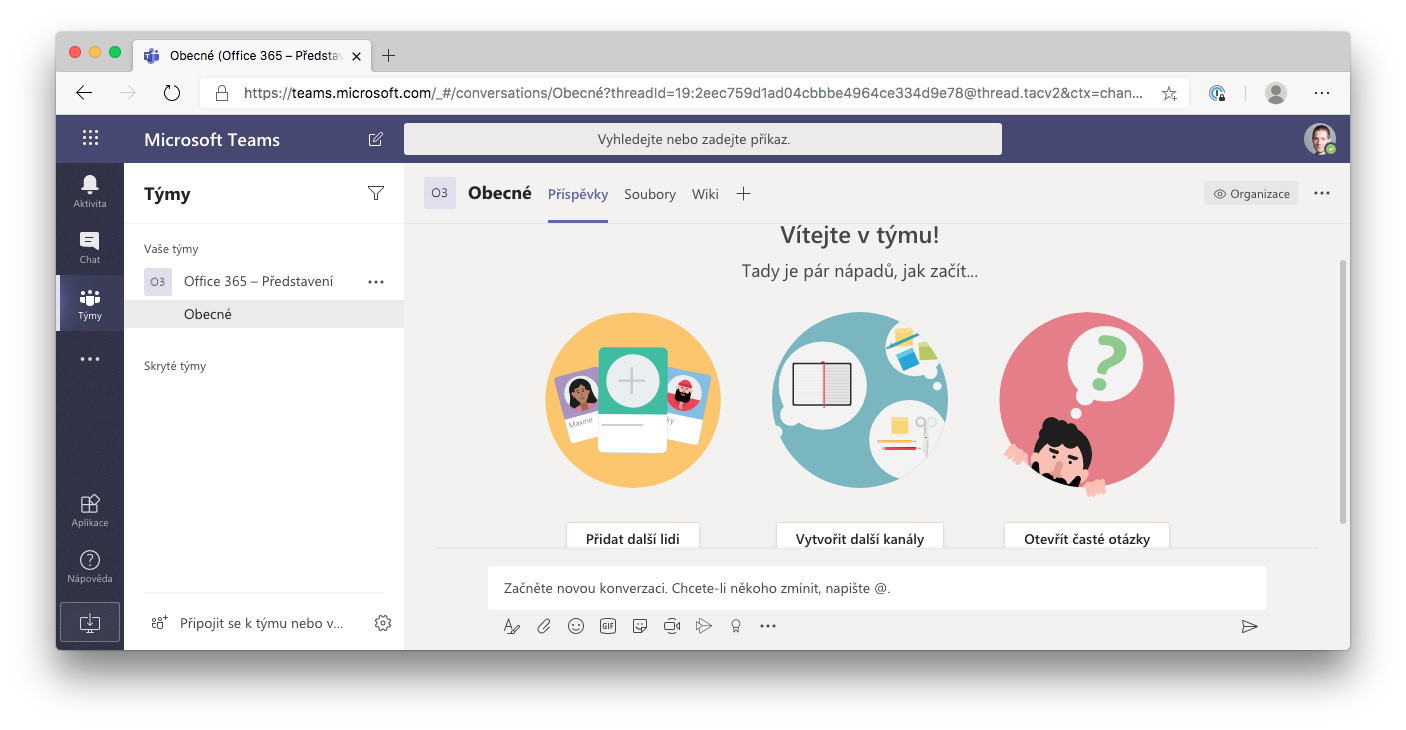 Obecné (Office 365 – Představ
https://teams.microsoft.com/_#/conversations/Obecné?threadId=19:2eec759d1ad04cbbbe4964ce334d9e78@thread.tacv2&ctx=chan...
Microsoft Teams
Vyhledejte nebo zadejte příkaz.
Aktivita
Chat
Týmy
Aplikace
Nápověda
Týmy
Vaše týmy
O3 Office 365 – Představení
Obecné
Skryté týmy
Připojit se k týmu nebo v...
O3 Obecné Příspěvky Soubory Wiki
Organizace
Vítejte v týmu!
Tady je pár nápadů, jak začít...
Maxine
ky
?
Přidat další lidi
Vytvořit další kanály
Otevřít časté otázky
Začněte novou konverzaci. Chcete-li někoho zmínit, napište @.
GIF